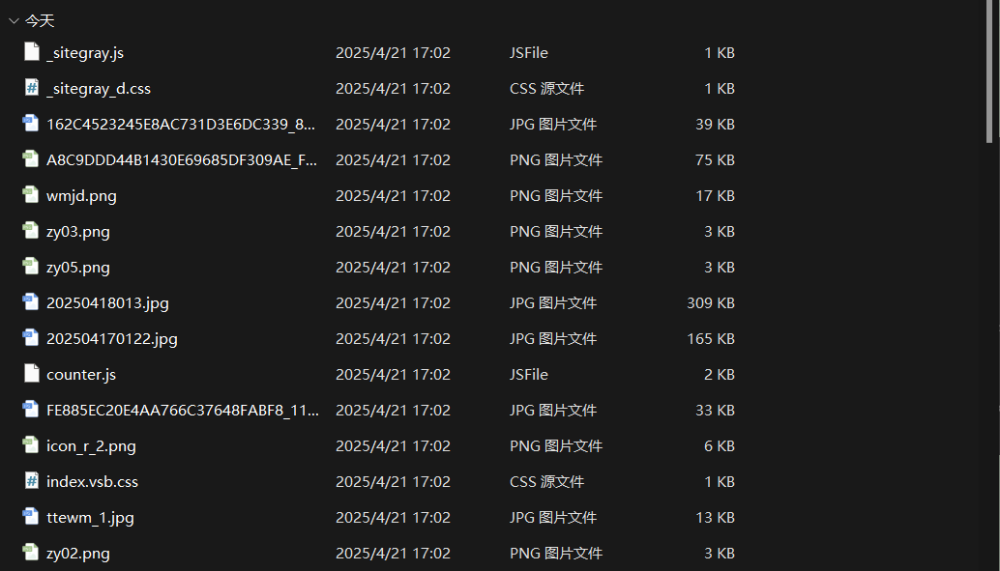 今天
_sitegray.js 2025/4/21 17:02 JSFile 1 KB
_sitegray_d.css 2025/4/21 17:02 CSS 源文件 1 KB
162C4523245E8AC731D3E6DC339_8... 2025/4/21 17:02 JPG 图片文件 39 KB
A8C9DDD44B1430E69685DF309AE_F... 2025/4/21 17:02 PNG 图片文件 75 KB
wmjd.png 2025/4/21 17:02 PNG 图片文件 17 KB
zy03.png 2025/4/21 17:02 PNG 图片文件 3 KB
zy05.png 2025/4/21 17:02 PNG 图片文件 3 KB
20250418013.jpg 2025/4/21 17:02 JPG 图片文件 309 KB
202504170122.jpg 2025/4/21 17:02 JPG 图片文件 165 KB
counter.js 2025/4/21 17:02 JSFile 2 KB
FE885EC20E4AA766C37648FABF8_11... 2025/4/21 17:02 JPG 图片文件 33 KB
icon_r_2.png 2025/4/21 17:02 PNG 图片文件 6 KB
index.vsb.css 2025/4/21 17:02 CSS 源文件 1 KB
ttewm_1.jpg 2025/4/21 17:02 JPG 图片文件 13 KB
zy02.png 2025/4/21 17:02 PNG 图片文件 3 KB